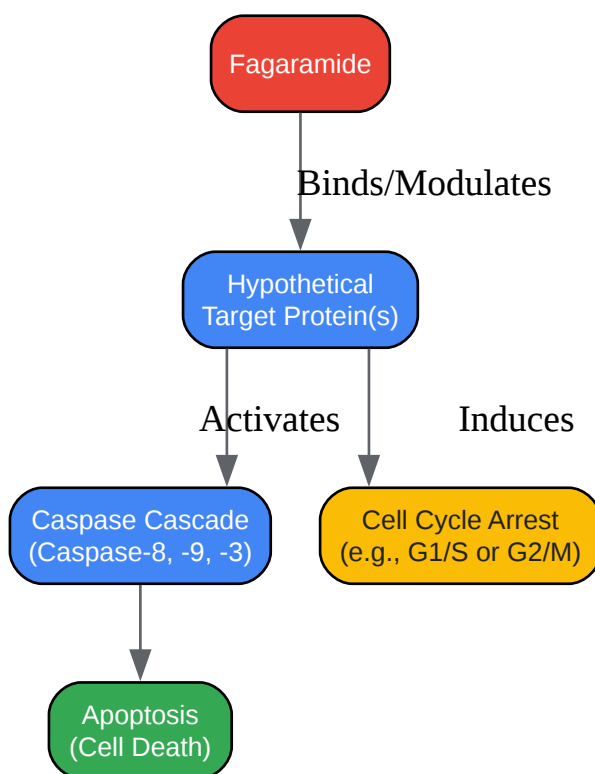 Fagaramide
Binds/Modulates
Hypothetical
Target Protein(s)
Activates
Induces
Caspase Cascade
(Caspase-8, -9, -3)
Cell Cycle Arrest
(e.g., G1/S or G2/M)
Apoptosis
(Cell Death)